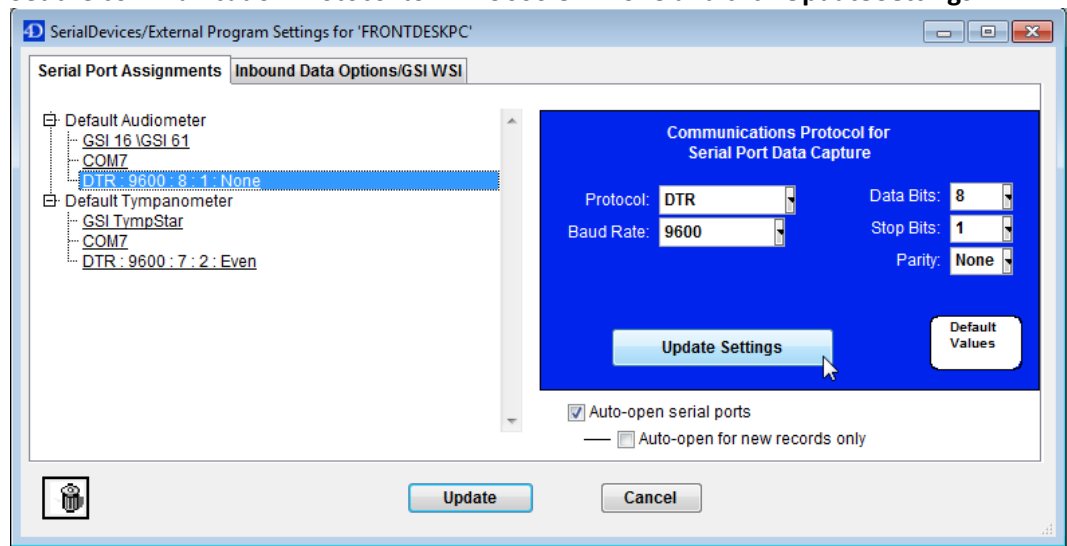 SerialDevices/External Program Settings for 'FRONTDESKPC'
Serial Port Assignments Inbound Data Options/GSI WSI
Default Audiometer
GSI 16 \GSI 61
COM7
DTR : 9600 : 8 : 1 : None
Default Tympanometer
GSI TympStar
COM7
DTR : 9600 : 7 : 2 : Even
Communications Protocol for
Serial Port Data Capture
Protocol: DTR Data Bits: 8
Baud Rate: 9600 Stop Bits: 1
Parity: None
Update Settings
Default
Values
Auto-open serial ports
Auto-open for new records only
Update Cancel